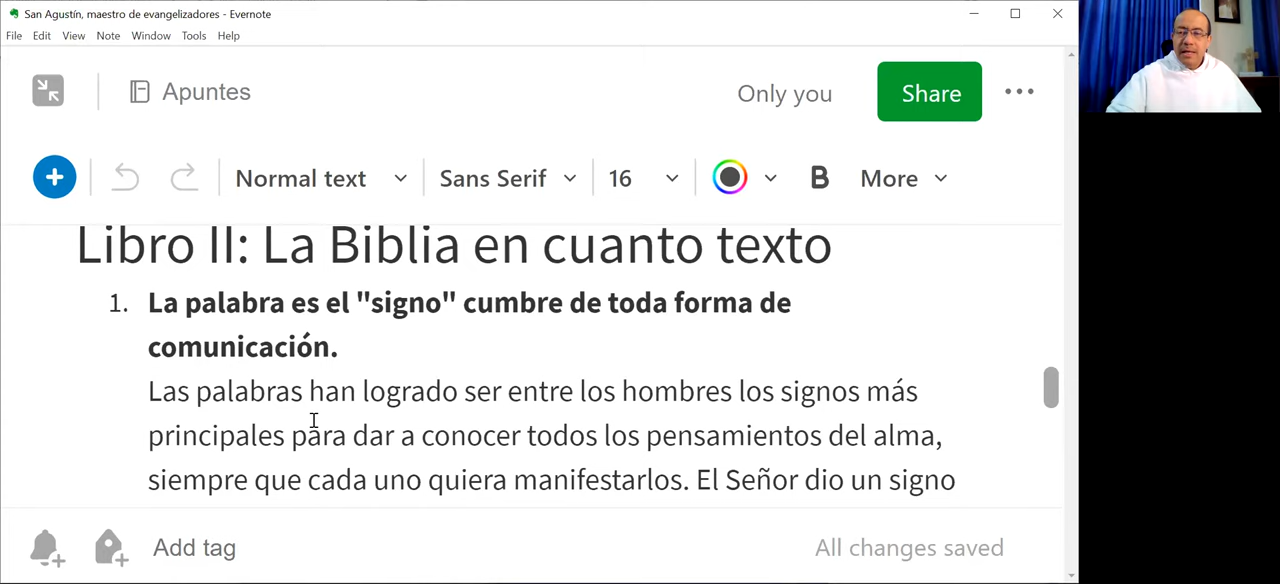 San Agustín, maestro de evangelizadores - Evernote
File Edit View Note Window Tools Help
Apuntes Only you Share
Normal text Sans Serif 16 B More
Libro II: La Biblia en cuanto texto
1. La palabra es el "signo" cumbre de toda forma de
comunicación.
Las palabras han logrado ser entre los hombres los signos más
principales para dar a conocer todos los pensamientos del alma,
siempre que cada uno quiera manifestarlos. El Señor dio un signo
Add tag All changes saved